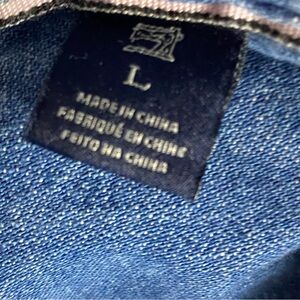 L
MADE IN CHINA
FABRIQUÉ EN CHINE
FEITO NA CHINA